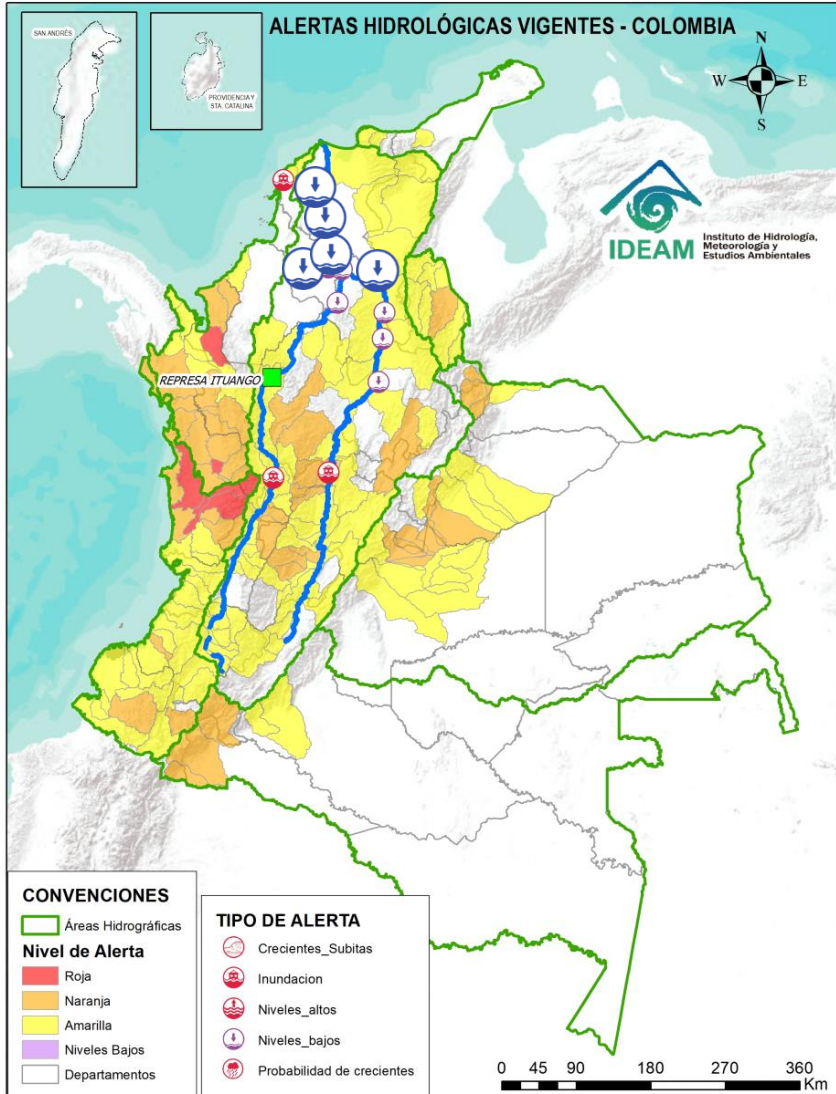 ALERTAS HIDROLÓGICAS VIGENTES - COLOMBIA
SAN ANDRÉS
PROVIDENCIA Y
STA. CATALINA
N
W
E
S
IDEAM
Instituto de Hidrología,
Meteorología y
Estudios Ambientales
REPRESA ITUANGO
CONVENCIONES
Áreas Hidrográficas
Nivel de Alerta
Roja
Naranja
Amarilla
Niveles Bajos
Departamentos
TIPO DE ALERTA
Crecientes_Subitas
Inundacion
Niveles_altos
Niveles_bajos
Probabilidad de crecientes
0 45 90 180 270 360
Km